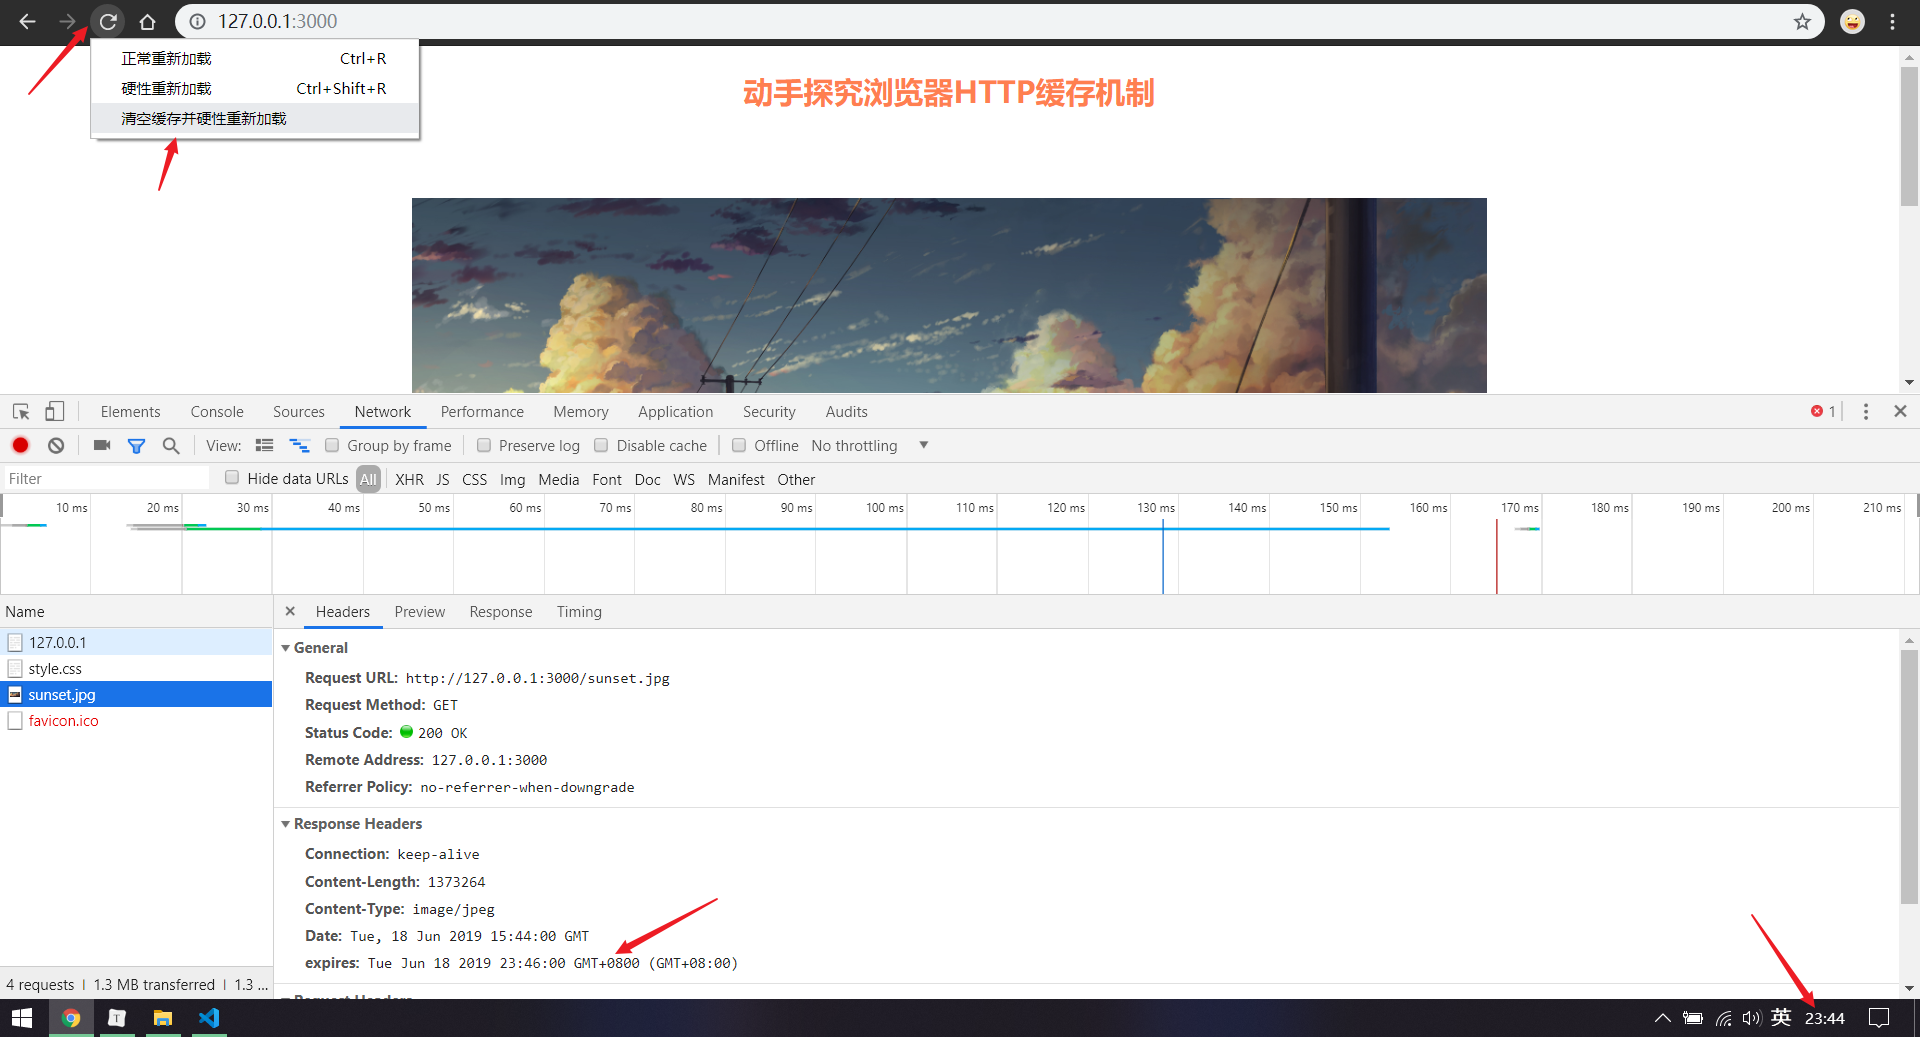 127.0.0.1:3000
正常重新加载 Ctrl+R
硬性重新加载 Ctrl+Shift+R
清空缓存并硬性重新加载
动手探究浏览器HTTP缓存机制
Elements Console Sources Network Performance Memory Application Security Audits 1
View: Group by frame Preserve log Disable cache Offline No throttling
Filter Hide data URLs All XHR JS CSS Img Media Font Doc WS Manifest Other
10 ms 20 ms 30 ms 40 ms 50 ms 60 ms 70 ms 80 ms 90 ms 100 ms 110 ms 120 ms 130 ms 140 ms 150 ms 160 ms 170 ms 180 ms 190 ms 200 ms 210 ms
Name
127.0.0.1
style.css
sunset.jpg
favicon.ico
4 requests 1.3 MB transferred 1.3 ...
Headers Preview Response Timing
General
Request URL: http://127.0.0.1:3000/sunset.jpg
Request Method: GET
Status Code: 200 OK
Remote Address: 127.0.0.1:3000
Referrer Policy: no-referrer-when-downgrade
Response Headers
Connection: keep-alive
Content-Length: 1373264
Content-Type: image/jpeg
Date: Tue, 18 Jun 2019 15:44:00 GMT
expires: Tue Jun 18 2019 23:46:00 GMT+0800 (GMT+08:00)
Request Headers
T
英 23:44